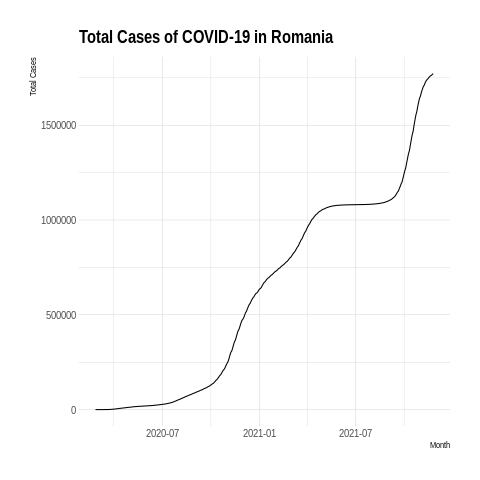 Total Cases of COVID-19 in Romania
Total Cases
1500000
1000000
500000
0
2020-07 2021-01 2021-07
Month